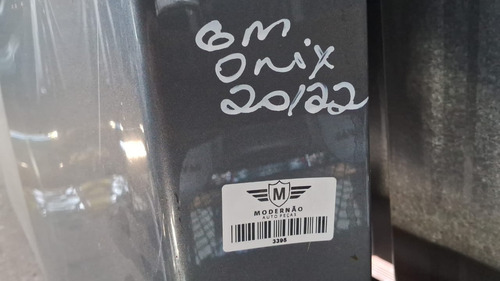 GM
Onix
20/22
M
MODERNÃO
AUTO PEÇAS
3395